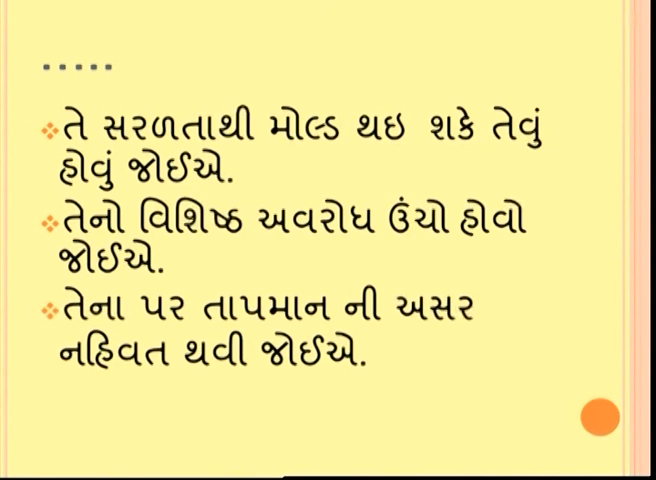 .....
❖તે સરળતાથી મોલ્ડ થઇ શકે તેવું
હોવું જોઈએ.
❖તેનો વિશિષ્ઠ અવરોધ ઉંચો હોવો
જોઈએ.
❖તેના પર તાપમાન ની અસર
નહિવત થવી જોઈએ.